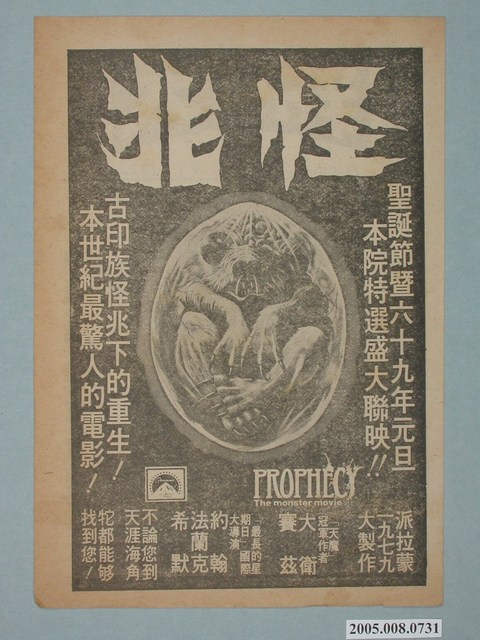 怪兆
聖誕節暨六十九年元旦
本院特選盛大聯映!!
古印族怪兆下的重生!
本世紀最驚人的電影!
PROPHECY
The monster movie
派拉蒙
一九七九
大製作
「天魔」
冠軍作者
大衛
賽兹
「最長的星
期日」國際
大導演
約翰
法蘭克
希默
不論您到
天涯海角
牠都能够
找到您!
2005.008.0731